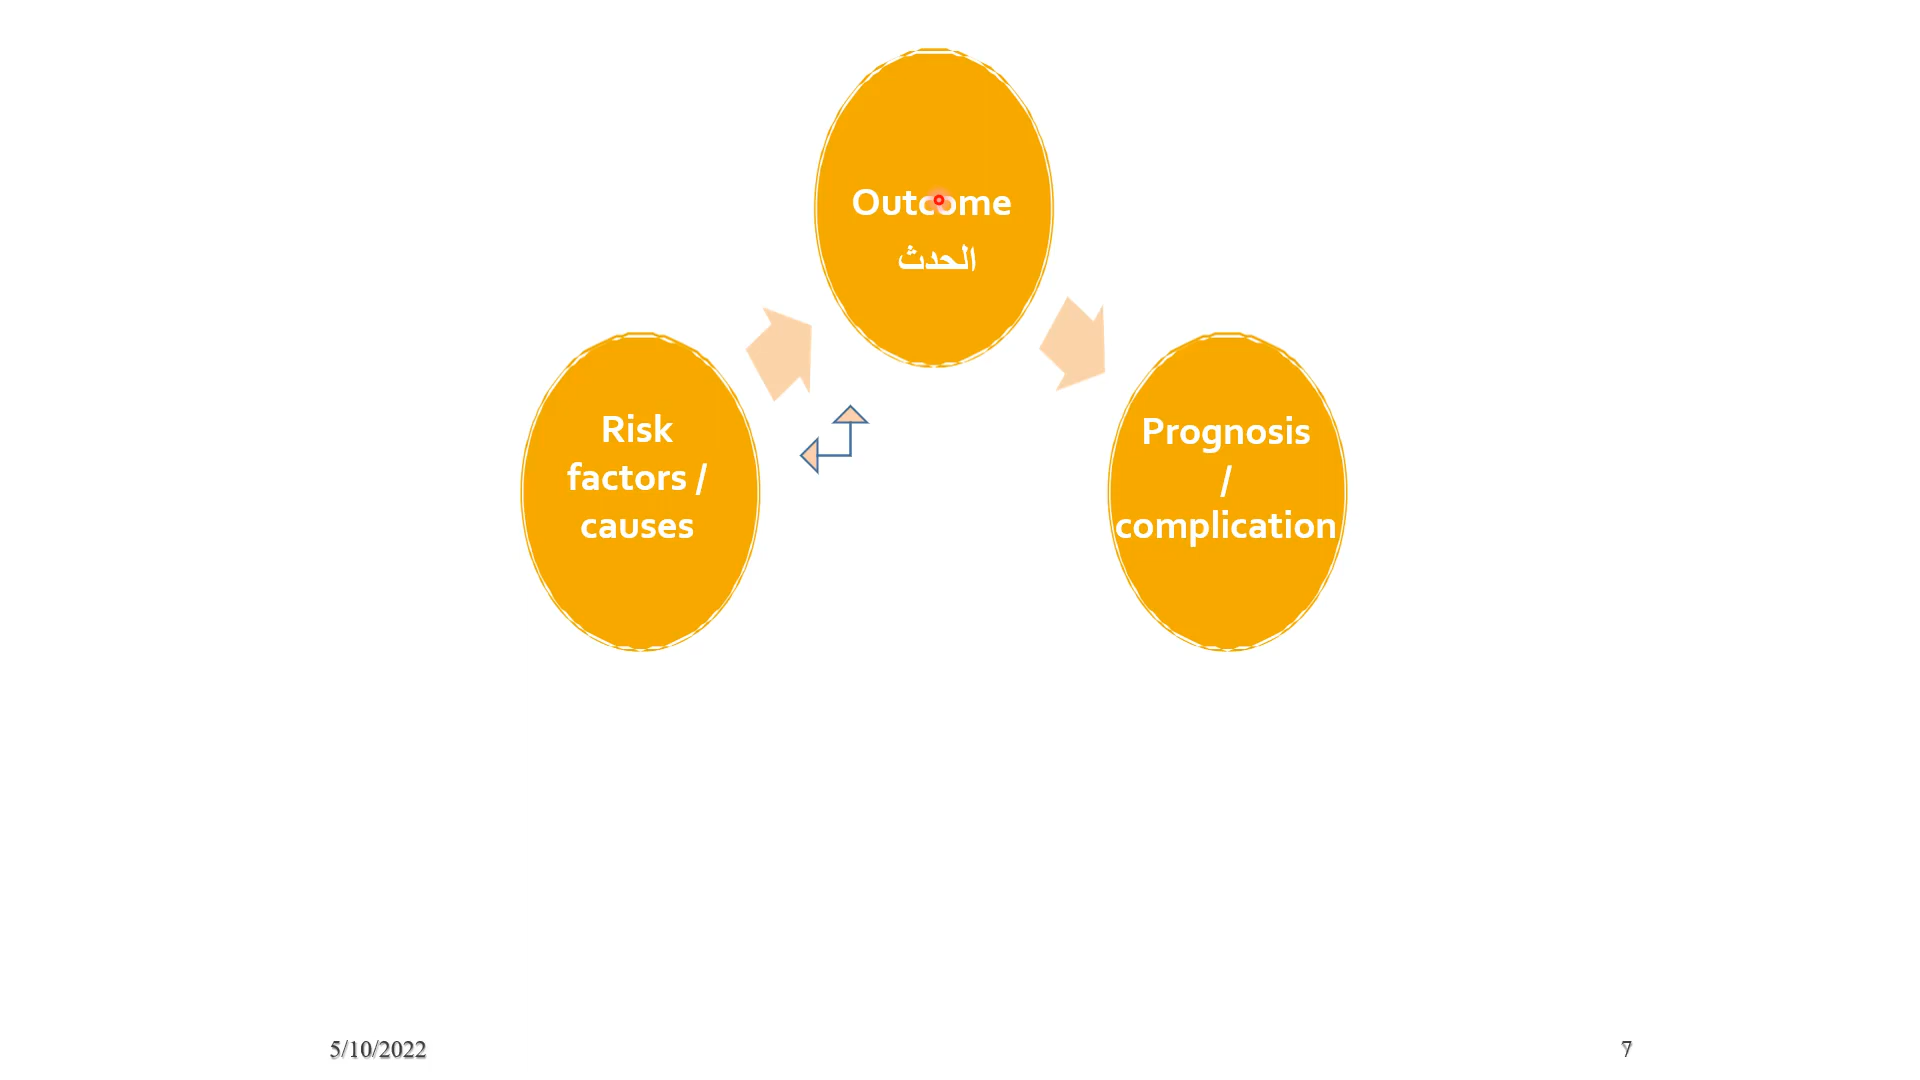 Outcome
الحدث
Risk
factors /
causes
Prognosis
/
complication
5/10/2022
7